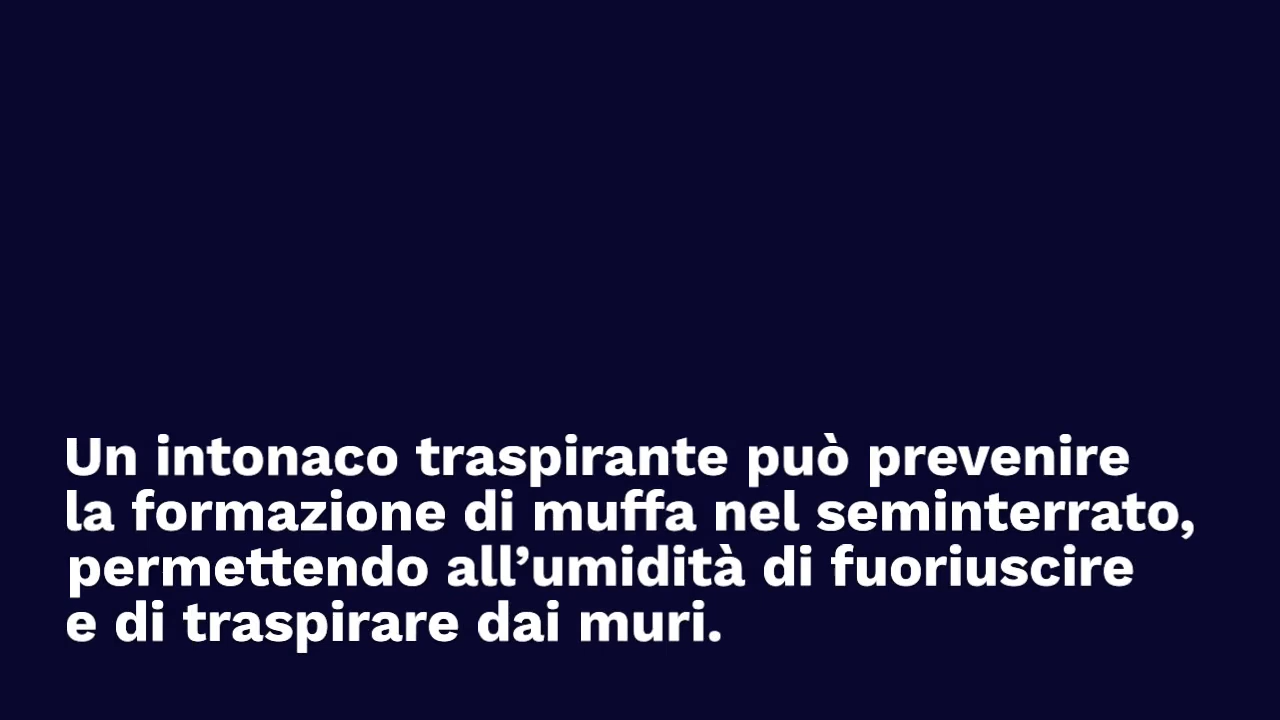 Un intonaco traspirante può prevenire
la formazione di muffa nel seminterrato,
permettendo all’umidità di fuoriuscire
e di traspirare dai muri.